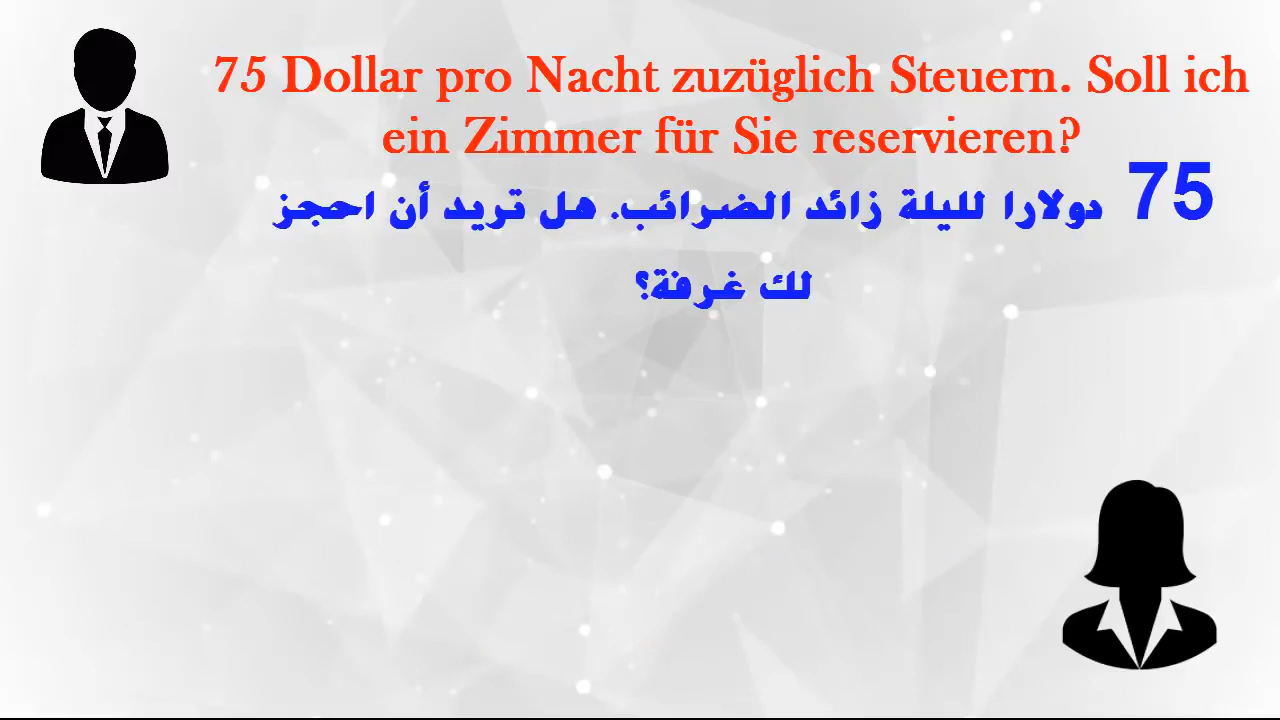 75 Dollar pro Nacht zuzüglich Steuern. Soll ich
ein Zimmer für Sie reservieren?
75 دولارا لليلة زائد الضرائب. هل تريد أن احجز
لك غرفة؟